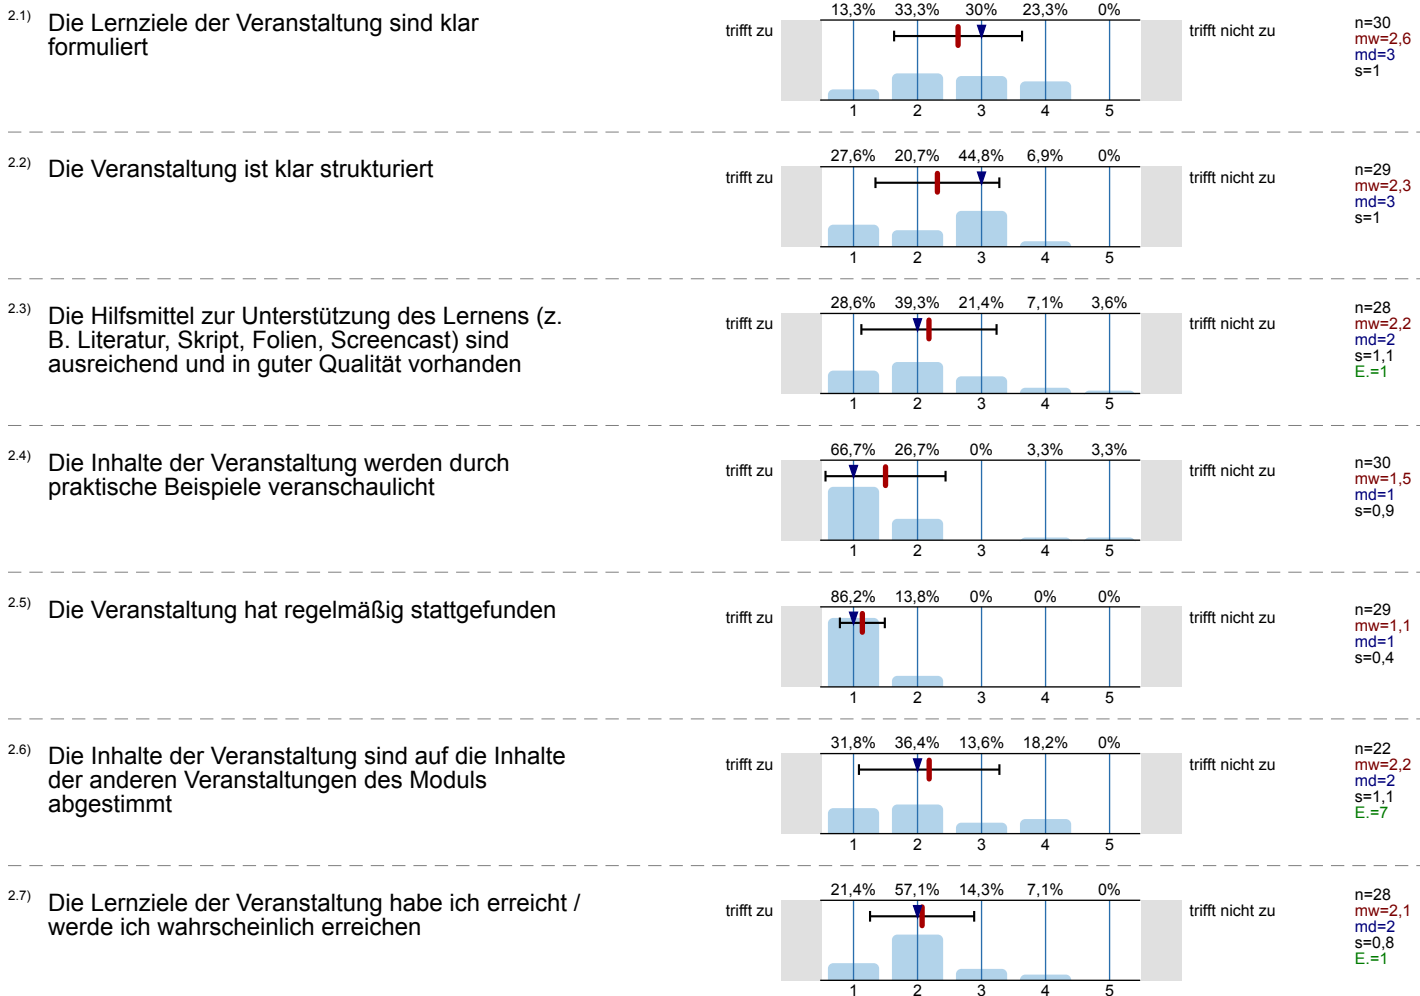 2.1) Die Lernziele der Veranstaltung sind klar
formuliert
trifft zu
trifft nicht zu
13,3% 33,3% 30% 23,3% 0%
1 2 3 4 5
n=30
mw=2,6
md=3
s=1
2.2) Die Veranstaltung ist klar strukturiert
trifft zu
trifft nicht zu
27,6% 20,7% 44,8% 6,9% 0%
1 2 3 4 5
n=29
mw=2,3
md=3
s=1
2.3) Die Hilfsmittel zur Unterstützung des Lernens (z.
B. Literatur, Skript, Folien, Screencast) sind
ausreichend und in guter Qualität vorhanden
trifft zu
trifft nicht zu
28,6% 39,3% 21,4% 7,1% 3,6%
1 2 3 4 5
n=28
mw=2,2
md=2
s=1,1
E.=1
2.4) Die Inhalte der Veranstaltung werden durch
praktische Beispiele veranschaulicht
trifft zu
trifft nicht zu
66,7% 26,7% 0% 3,3% 3,3%
1 2 3 4 5
n=30
mw=1,5
md=1
s=0,9
2.5) Die Veranstaltung hat regelmäßig stattgefunden
trifft zu
trifft nicht zu
86,2% 13,8% 0% 0% 0%
1 2 3 4 5
n=29
mw=1,1
md=1
s=0,4
2.6) Die Inhalte der Veranstaltung sind auf die Inhalte
der anderen Veranstaltungen des Moduls
abgestimmt
trifft zu
trifft nicht zu
31,8% 36,4% 13,6% 18,2% 0%
1 2 3 4 5
n=22
mw=2,2
md=2
s=1,1
E.=7
2.7) Die Lernziele der Veranstaltung habe ich erreicht /
werde ich wahrscheinlich erreichen
trifft zu
trifft nicht zu
21,4% 57,1% 14,3% 7,1% 0%
1 2 3 4 5
n=28
mw=2,1
md=2
s=0,8
E.=1